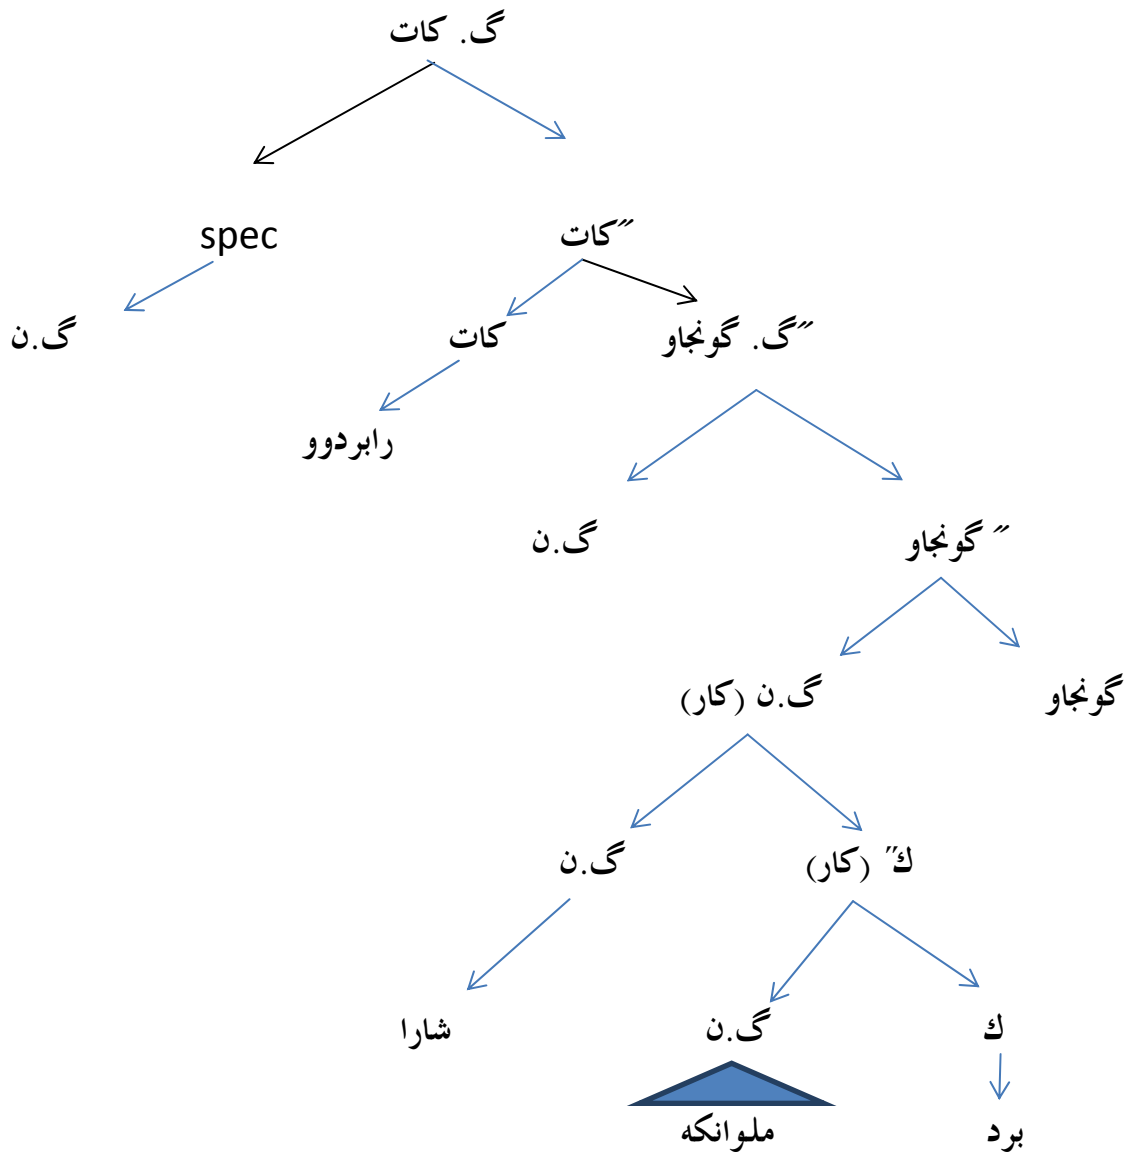 گ. كات
spec
״كات
گ.ن
كات
״گ. گونجاو
رابردوو
گ.ن
״ گونجاو
گ.ن (كار)
گونجاو
گ.ن
ك״ (كار)
شارا
گ.ن
ك
ملوانكه
برد